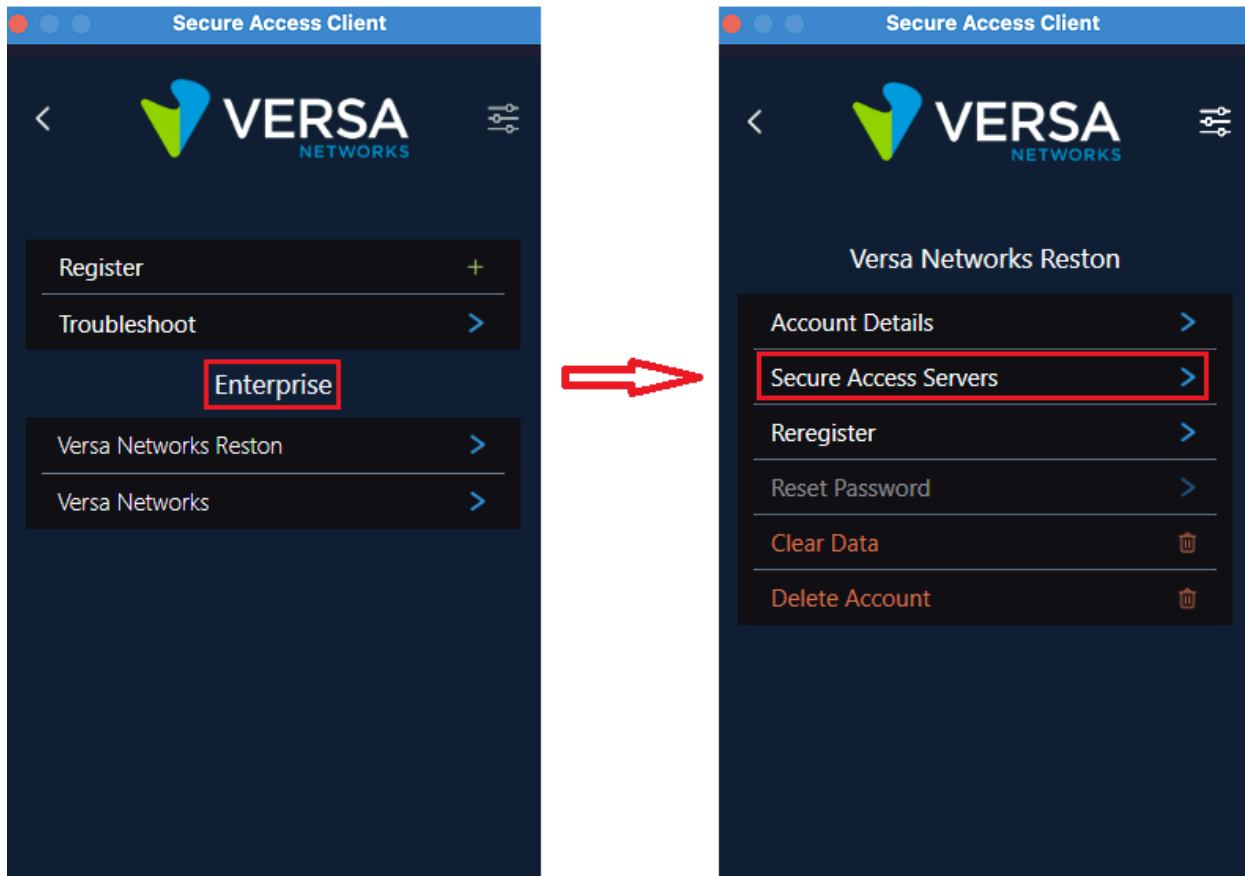 Secure Access Client
VERSA
NETWORKS
Register
Troubleshoot
Enterprise
Versa Networks Reston
Versa Networks
Secure Access Client
VERSA
NETWORKS
Versa Networks Reston
Account Details
Secure Access Servers
Reregister
Reset Password
Clear Data
Delete Account